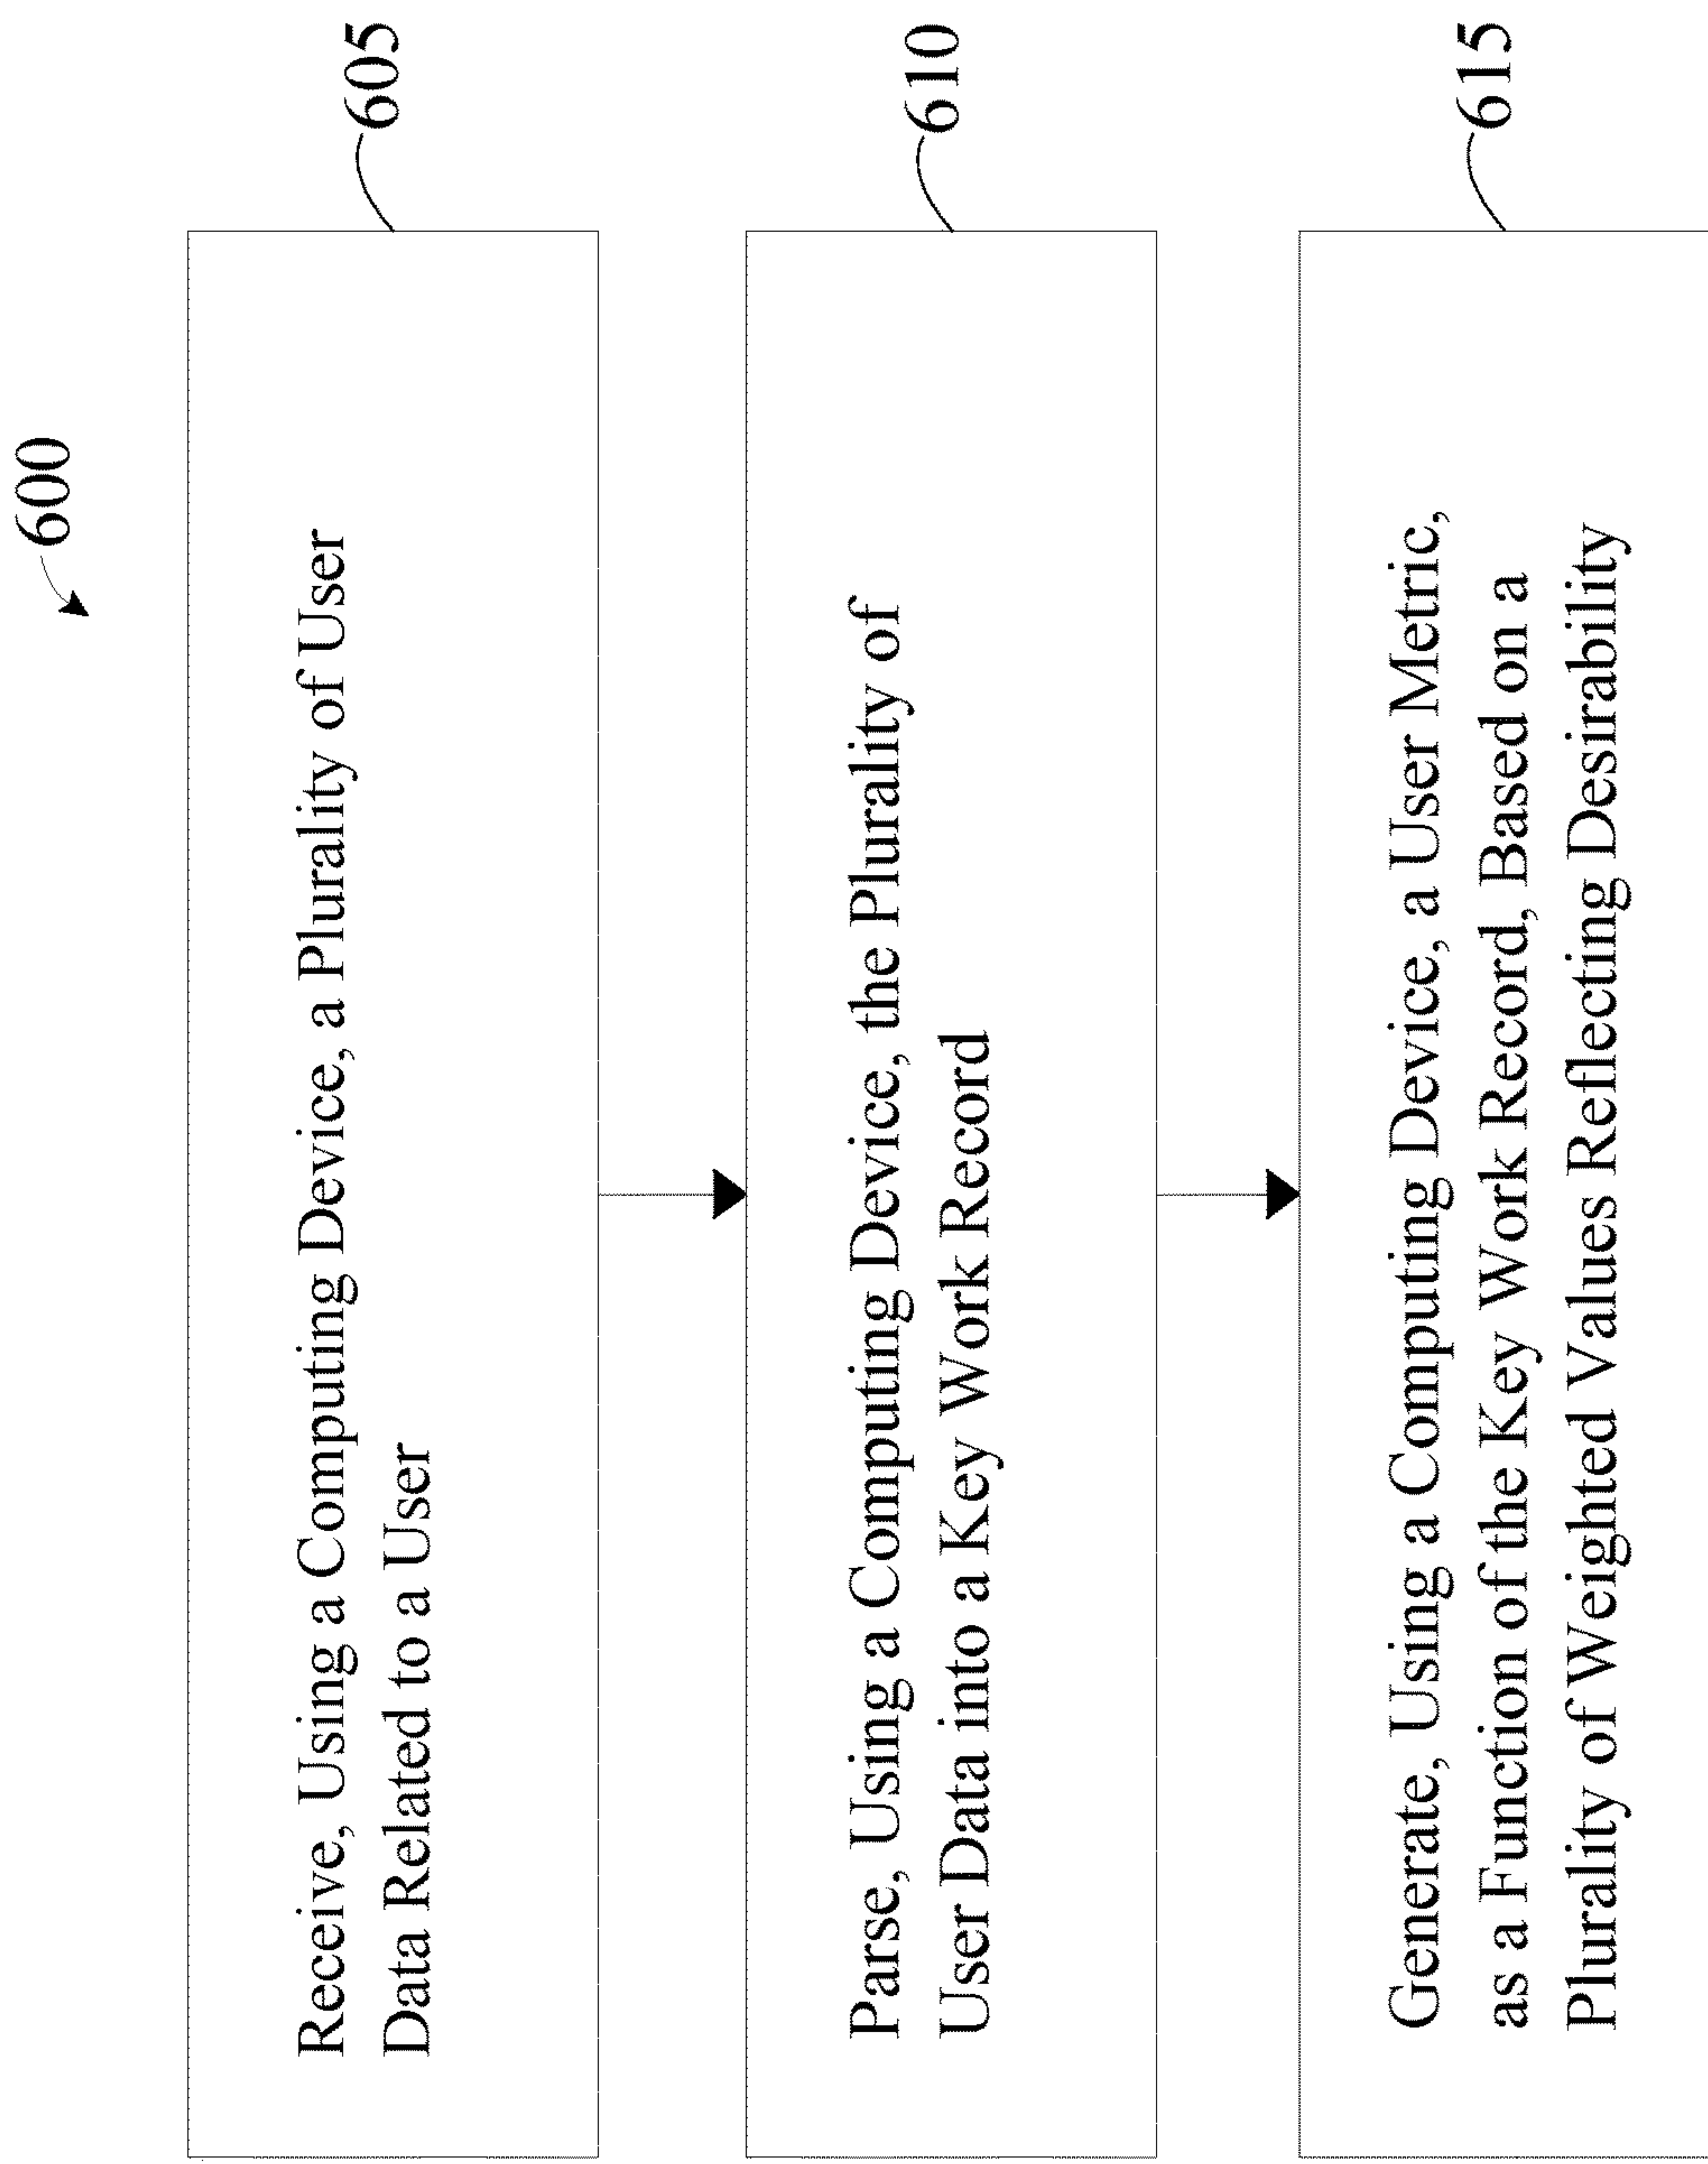 600
Receive, Using a Computing Device, a Plurality of User
Data Related to a User
605
Parse, Using a Computing Device, the Plurality of
User Data into a Key Work Record
610
Generate, Using a Computing Device, a User Metric,
as a Function of the Key Work Record, Based on a
Plurality of Weighted Values Reflecting Desirability
615